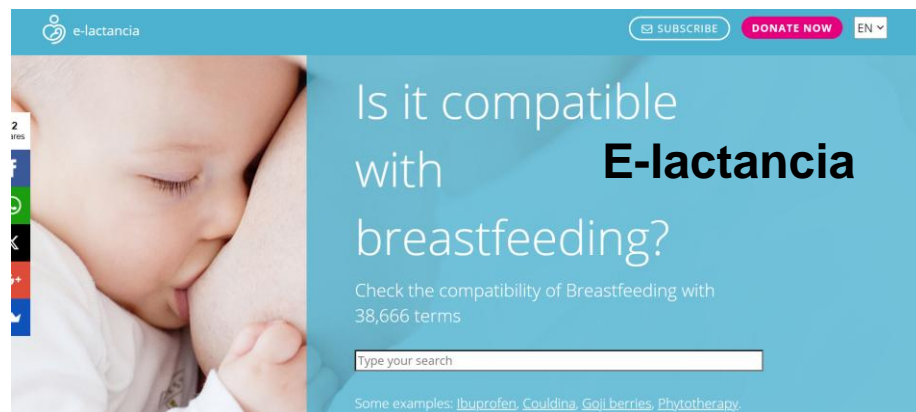 e-lactancia
SUBSCRIBE
DONATE NOW
EN
Is it compatible
with
breastfeeding?
E-lactancia
Check the compatibility of Breastfeeding with
38,666 terms
Type your search
Some examples: Ibuprofen, Couldina, Goji berries, Phytotherapy.
2